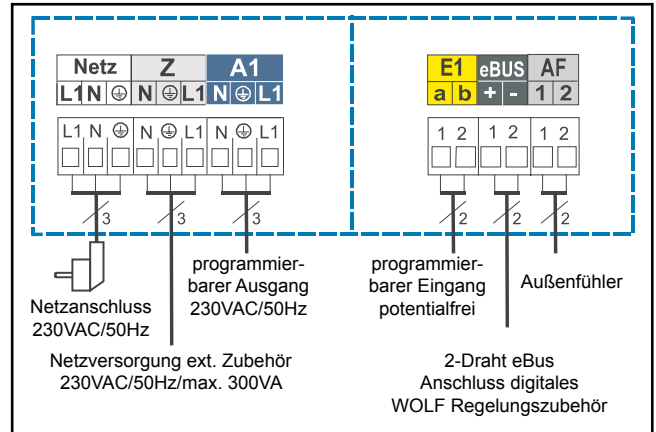 Netz Z A1
L1 N ⏚ N ⏚ L1 N ⏚ L1
L1 N ⏚ N ⏚ L1 N ⏚ L1
3 3 3
Netzanschluss
230VAC/50Hz
programmier-
barer Ausgang
230VAC/50Hz
Netzversorgung ext. Zubehör
230VAC/50Hz/max. 300VA
E1 eBUS AF
a b + - 1 2
1 2 1 2 1 2
2 2 2
programmier-
barer Eingang
potentialfrei
Außenfühler
2-Draht eBus
Anschluss digitales
WOLF Regelungszubehör